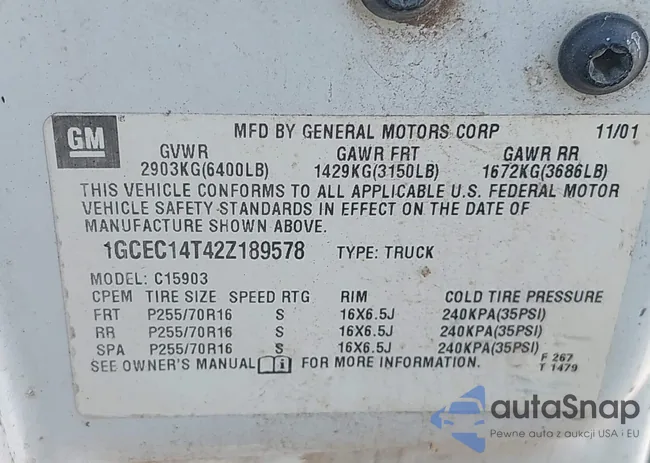 GM
MFD BY GENERAL MOTORS CORP 11/01
GVWR GAWR FRT GAWR RR
2903KG(6400LB) 1429KG(3150LB) 1672KG(3686LB)
THIS VEHICLE CONFORMS TO ALL APPLICABLE U.S. FEDERAL MOTOR
VEHICLE SAFETY-STANDARDS IN EFFECT ON THE DATE OF
MANUFACTURE SHOWN ABOVE.
1GCEC14T42Z189578 TYPE: TRUCK
MODEL: C15903
CPEM TIRE SIZE SPEED RTG RIM COLD TIRE PRESSURE
FRT P255/70R16 S 16X6.5J 240KPA(35PSI)
RR P255/70R16 S 16X6.5J 240KPA(35PSI)
SPA P255/70R16 S 16X6.5J 240KPA(35PSI)
SEE OWNER'S MANUAL i FOR MORE INFORMATION.
F 267
T 1479
autaSnap
Pewne auta z aukcji USA i EU